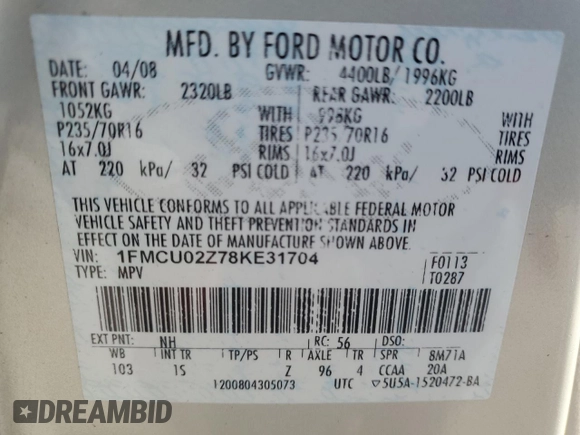 MFD. BY FORD MOTOR CO.
DATE: 04/08 GVWR: 4400LB/1996KG
FRONT GAWR: 2320LB REAR GAWR: 2200LB
1052KG WITH 998KG WITH
P235/70R16 TIRES P235/70R16 TIRES
16x7.0J RIMS 16x7.0J RIMS
AT 220 kPa/ 32 PSI COLD AT 220 kPa/ 32 PSI COLD
THIS VEHICLE CONFORMS TO ALL APPLICABLE FEDERAL MOTOR
VEHICLE SAFETY AND THEFT PREVENTION STANDARDS IN
EFFECT ON THE DATE OF MANUFACTURE SHOWN ABOVE.
VIN: 1FMCU02Z78KE31704 F0113
TYPE: MPV T0287
EXT PNT: NH RC: 56 DSO:
WB INT TR TP/PS R AXLE TR SPR 8M71A
103 1S Z 96 4 CCAA 20A
1200804305073 UTC 5U5A-1520472-BA
DREAMBID